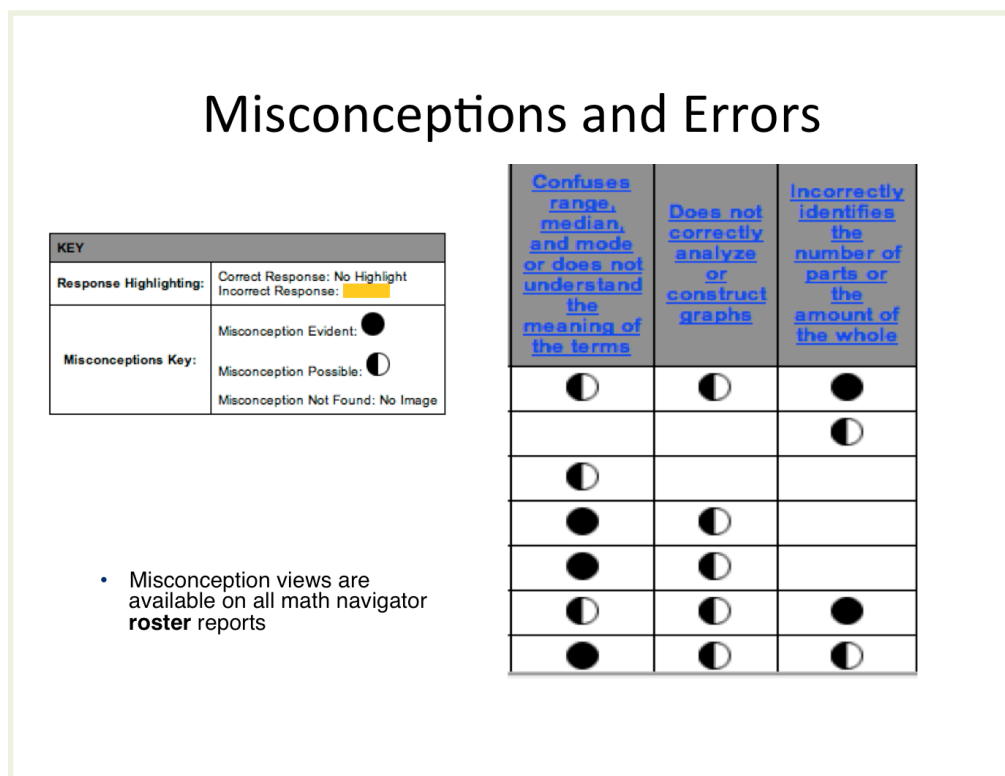 Misconceptions and Errors
KEY
Response Highlighting:
Correct Response: No Highlight
Incorrect Response:
Misconceptions Key:
Misconception Evident:
Misconception Possible:
Misconception Not Found: No Image
• Misconception views are
available on all math navigator
roster reports
Confuses
range,
median,
and mode
or does not
understand
the
meaning of
the terms
Does not
correctly
analyze
or
construct
graphs
Incorrectly
identifies
the
number of
parts or
the
amount of
the whole